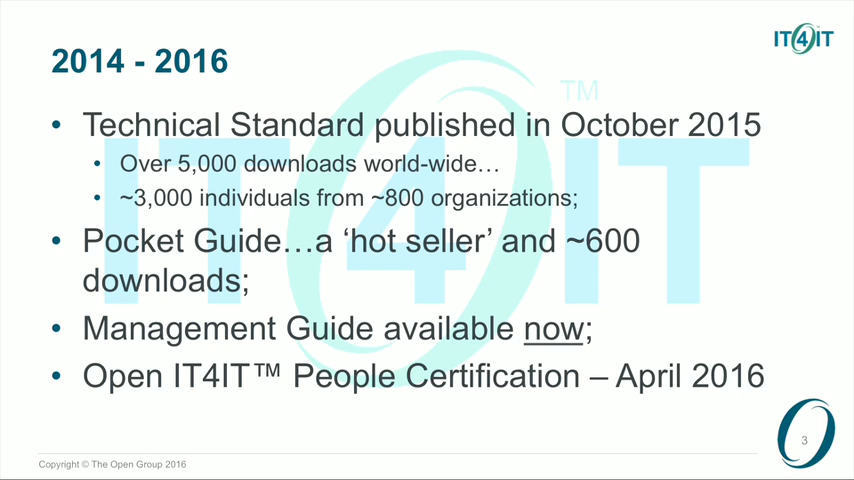 IT4IT
2014 - 2016
TM
• Technical Standard published in October 2015
• Over 5,000 downloads world-wide…
• ~3,000 individuals from ~800 organizations;
• Pocket Guide…a ‘hot seller’ and ~600
downloads;
• Management Guide available now;
• Open IT4IT™ People Certification – April 2016
IT4IT
3
Copyright © The Open Group 2016